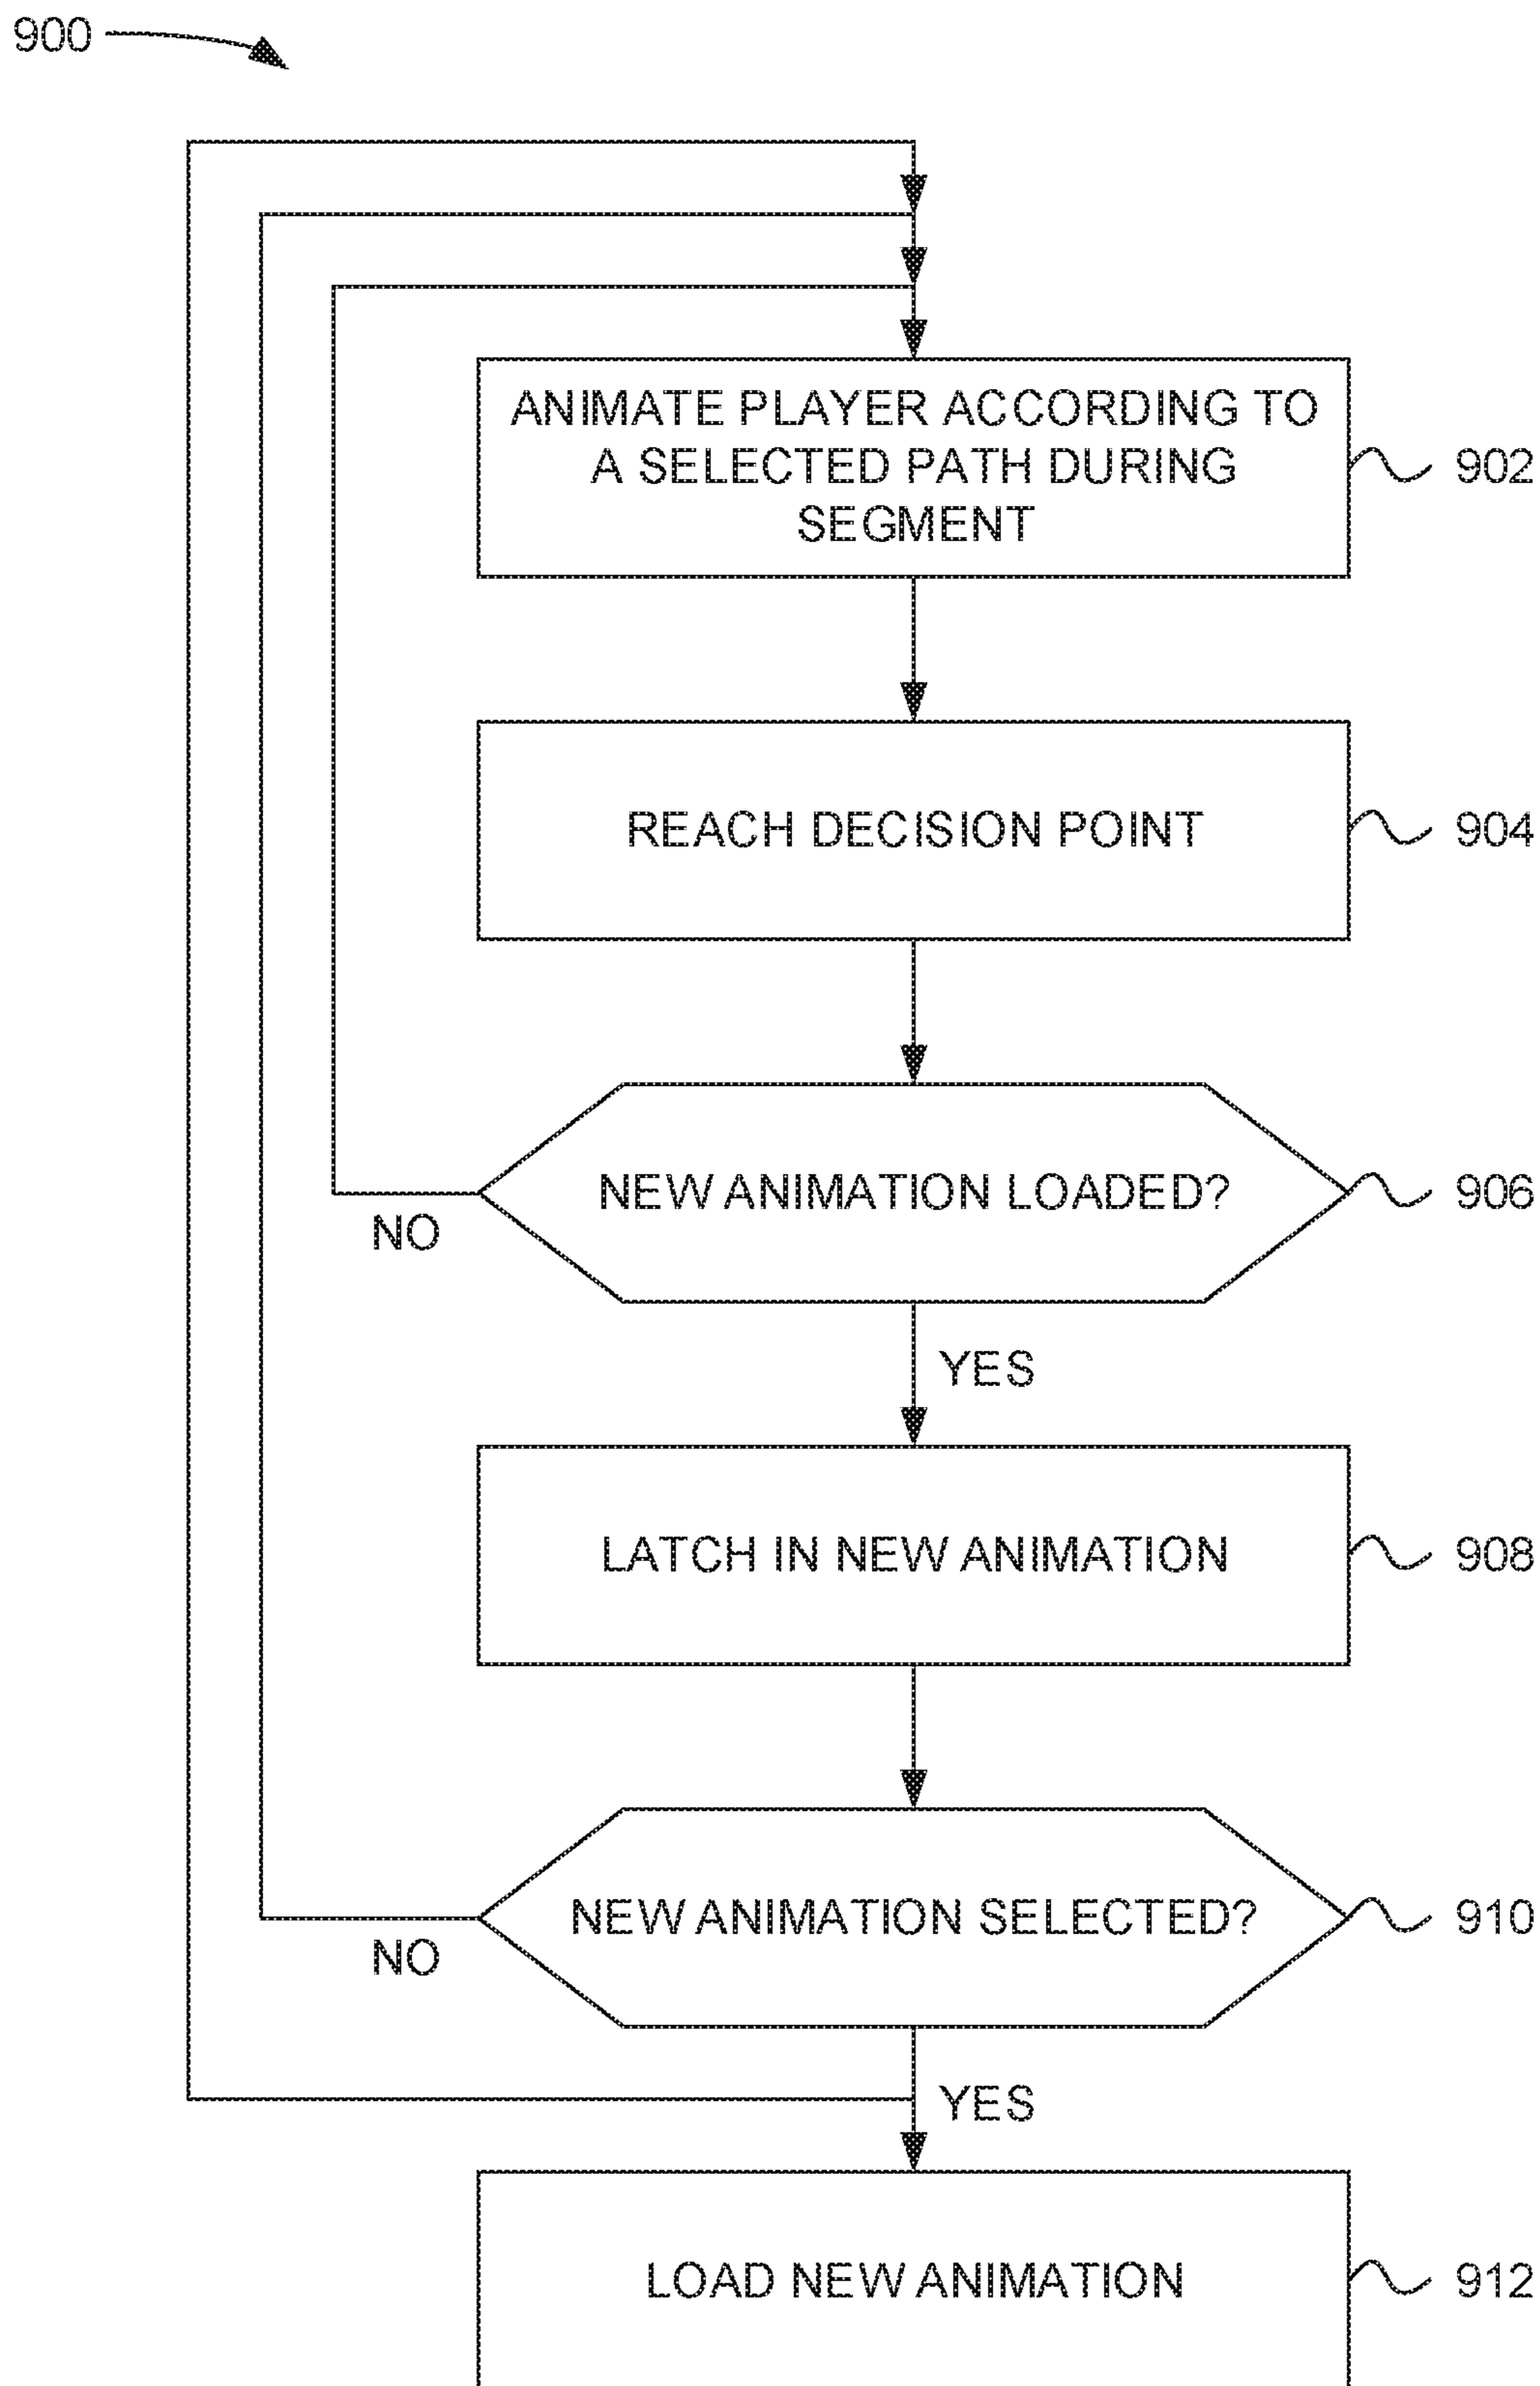 900
ANIMATE PLAYER ACCORDING TO
A SELECTED PATH DURING
SEGMENT
902
REACH DECISION POINT
904
NEW ANIMATION LOADED?
906
NO
YES
LATCH IN NEW ANIMATION
908
NEW ANIMATION SELECTED?
910
NO
YES
LOAD NEW ANIMATION
912